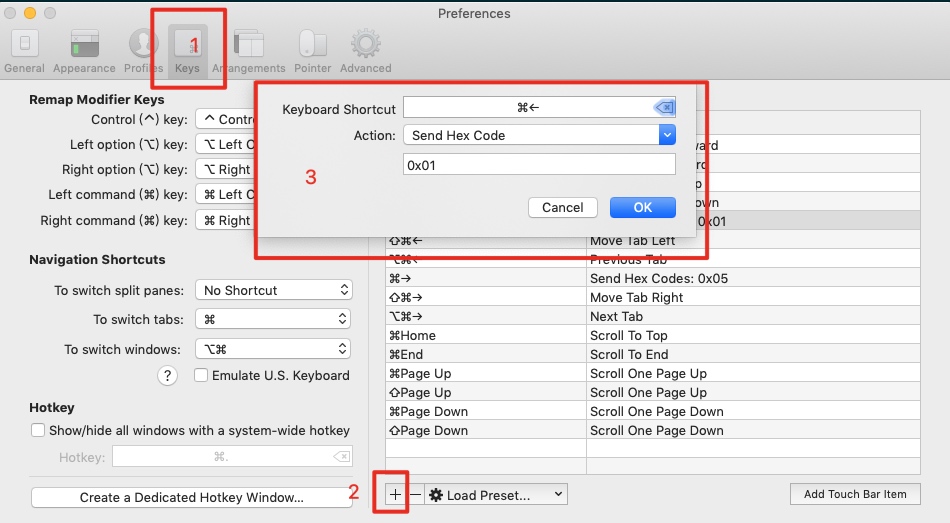 Preferences
General
Appearance
Profiles
1
Keys
Arrangements
Pointer
Advanced
Remap Modifier Keys
Control (^) key: ^ Contr
Left option (⌥) key: ⌥ Left O
Right option (⌥) key: ⌥ Right
Left command (⌘) key: ⌘ Left C
Right command (⌘) key: ⌘ Right
Navigation Shortcuts
To switch split panes: No Shortcut
To switch tabs: ⌘
To switch windows: ⌥⌘
? Emulate U.S. Keyboard
Hotkey
Show/hide all windows with a system-wide hotkey
Hotkey: ⌘.
Create a Dedicated Hotkey Window...
Keyboard Shortcut ⌘←
Action: Send Hex Code
0x01
3
Cancel
OK
ward
rd
p
own
0x01
⇧⌘← Move Tab Left
⌥⌘← Previous Tab
⌘→ Send Hex Codes: 0x05
⇧⌘→ Move Tab Right
⌥⌘→ Next Tab
⌘Home Scroll To Top
⌘End Scroll To End
⌘Page Up Scroll One Page Up
⇧Page Up Scroll One Page Up
⌘Page Down Scroll One Page Down
⇧Page Down Scroll One Page Down
2
+ − Load Preset...
Add Touch Bar Item